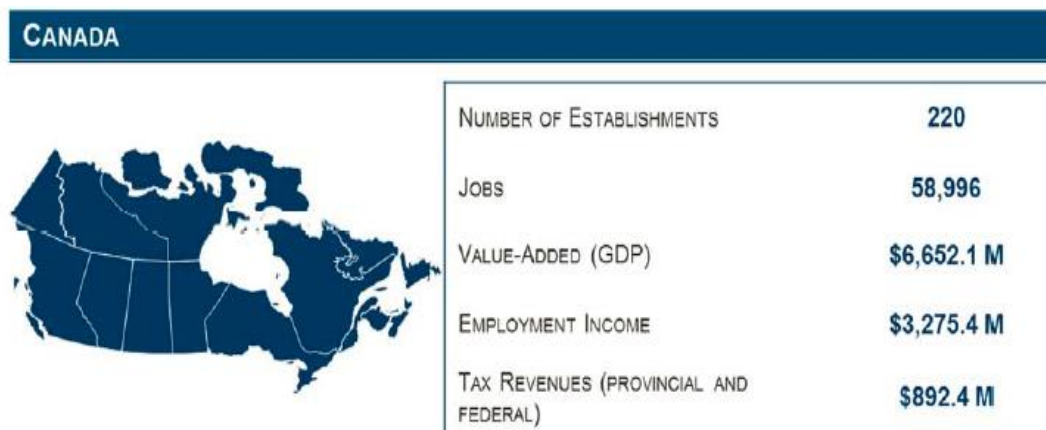 CANADA
NUMBER OF ESTABLISHMENTS 220
JOBS 58,996
VALUE-ADDED (GDP) $6,652.1 M
EMPLOYMENT INCOME $3,275.4 M
TAX REVENUES (PROVINCIAL AND
FEDERAL) $892.4 M